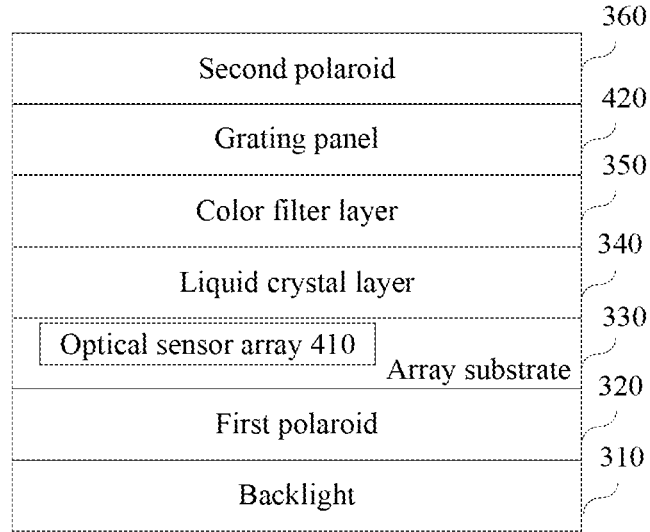 360
Second polaroid
420
Grating panel
350
Color filter layer
340
Liquid crystal layer
330
Optical sensor array 410
Array substrate
320
First polaroid
310
Backlight